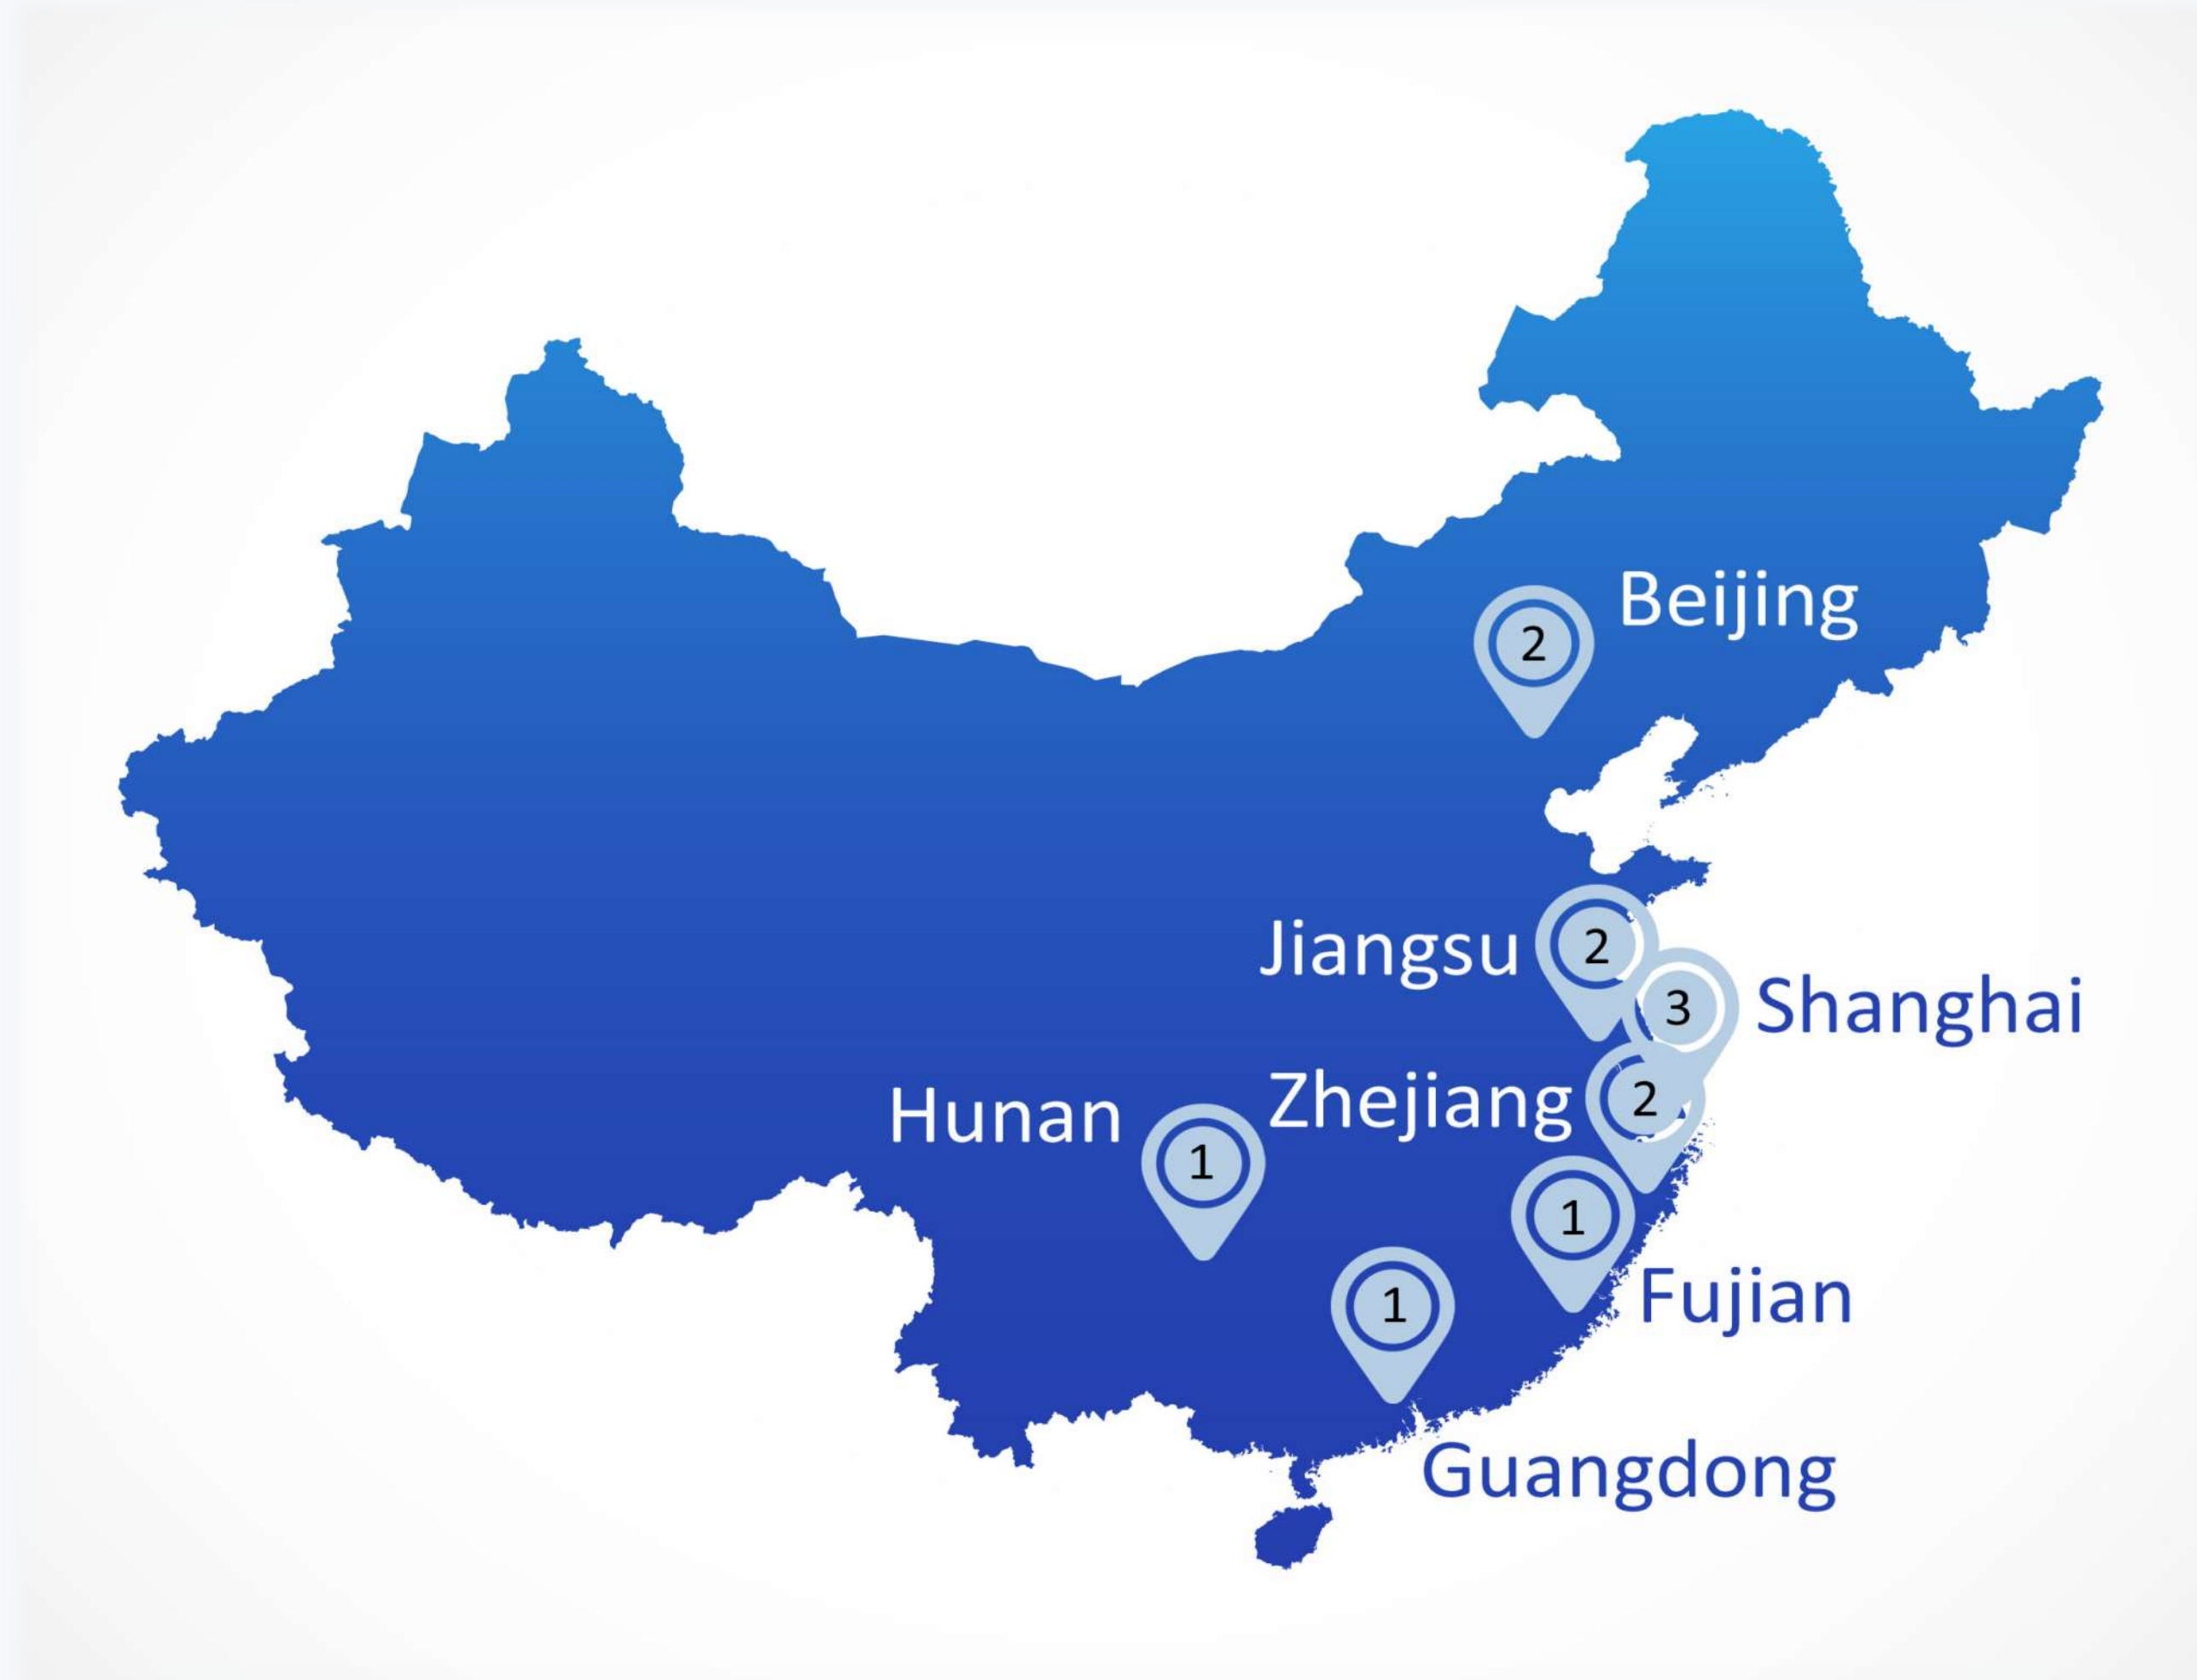 Beijing
2
Jiangsu
2
3
Shanghai
Hunan
1
Zhejiang
2
1
Fujian
1
Guangdong